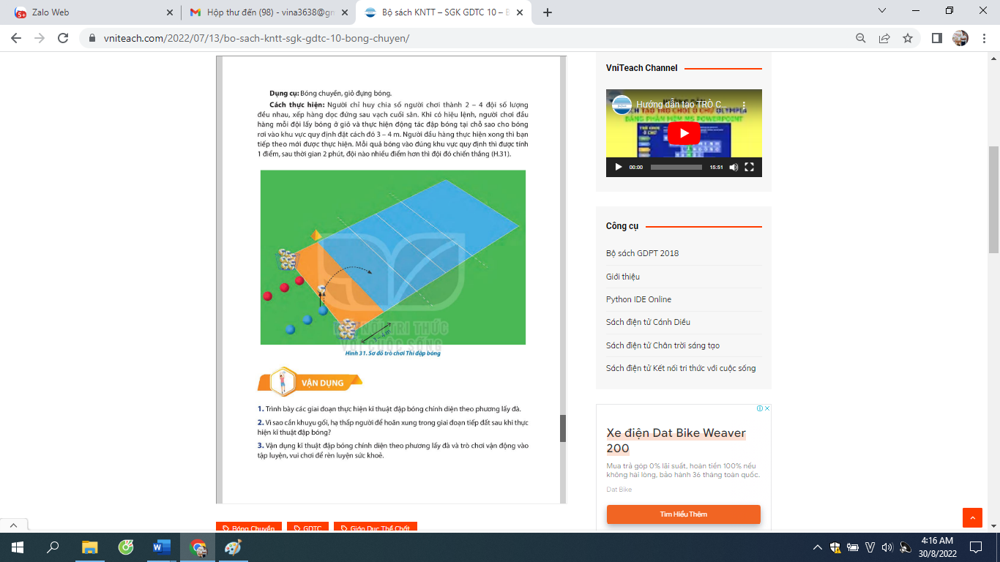 Zalo Web
Hộp thư đến (98) - vina3638@gm
Bộ sách KNTT – SGK GDTC 10 – B
vniteach.com/2022/07/13/bo-sach-kntt-sgk-gdtc-10-bong-chuyen/
Dụng cụ: Bóng chuyền, giỏ đựng bóng.
Cách thực hiện: Người chỉ huy chia số người chơi thành 2 – 4 đội số lượng
đều nhau, xếp hàng dọc đứng sau vạch cuối sân. Khi có hiệu lệnh, người chơi đầu
hàng mỗi đội lấy bóng ở giỏ và thực hiện động tác đập bóng tại chỗ sao cho bóng
rơi vào khu vực quy định đặt cách đó 3 – 4 m. Người đầu hàng thực hiện xong thì bạn
tiếp theo mới được thực hiện. Mỗi quả bóng vào đúng khu vực quy định thì được tính
1 điểm, sau thời gian 2 phút, đội nào nhiều điểm hơn thì đội đó chiến thắng (H.31).
KẾT NỐI TRI THỨC
VỚI CUỘC SỐNG
3 – 4 m
Hình 31. Sơ đồ trò chơi Thi đập bóng
VẬN DỤNG
1. Trình bày các giai đoạn thực hiện kĩ thuật đập bóng chính diện theo phương lấy đà.
2. Vì sao cần khuỵu gối, hạ thấp người để hoãn xung trong giai đoạn tiếp đất sau khi thực
hiện kĩ thuật đập bóng?
3. Vận dụng kĩ thuật đập bóng chính diện theo phương lấy đà và trò chơi vận động vào
tập luyện, vui chơi để rèn luyện sức khoẻ.
Bóng Chuyền
GDTC
Giáo Dục Thể Chất
VniTeach Channel
Hướng dẫn tạo TRÒ C...
CÁCH TẠO TRÒ CHƠI Ô CHỮ OLYMPIA
BẰNG PHẦN MỀM MS POWERPOINT
00:00
15:51
Công cụ
Bộ sách GDPT 2018
Giới thiệu
Python IDE Online
Sách điện tử Cánh Diều
Sách điện tử Chân trời sáng tạo
Sách điện tử Kết nối tri thức với cuộc sống
Xe điện Dat Bike Weaver
200
Mua trả góp 0% lãi suất, hoàn tiền 100% nếu
không hài lòng, bảo hành 36 tháng toàn quốc.
Dat Bike
Tìm Hiểu Thêm
4:16 AM
30/8/2022